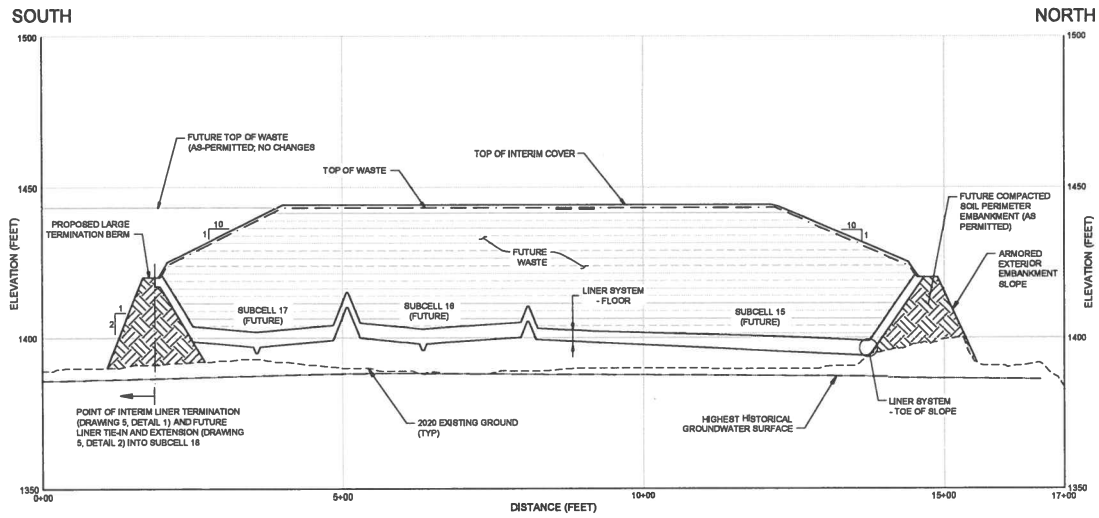 SOUTH
NORTH
1500
1500
FUTURE TOP OF WASTE
(AS-PERMITTED; NO CHANGES
TOP OF WASTE
TOP OF INTERIM COVER
1450
1450
PROPOSED LARGE
TERMINATION BERM
10
1
10
1
FUTURE COMPACTED
SOIL PERIMETER
EMBANKMENT (AS
PERMITTED)
ARMORED
EXTERIOR
EMBANKMENT
SLOPE
FUTURE
WASTE
ELEVATION (FEET)
ELEVATION (FEET)
1
2
SUBCELL 17
(FUTURE)
SUBCELL 16
(FUTURE)
LINER SYSTEM
- FLOOR
SUBCELL 15
(FUTURE)
1400
1400
POINT OF INTERIM LINER TERMINATION
(DRAWING 5, DETAIL 1) AND FUTURE
LINER TIE-IN AND EXTENSION (DRAWING
5, DETAIL 2) INTO SUBCELL 18
2020 EXISTING GROUND
(TYP)
HIGHEST HISTORICAL
GROUNDWATER SURFACE
LINER SYSTEM
- TOE OF SLOPE
1350
1350
0+00
5+00
10+00
15+00
17+00
DISTANCE (FEET)